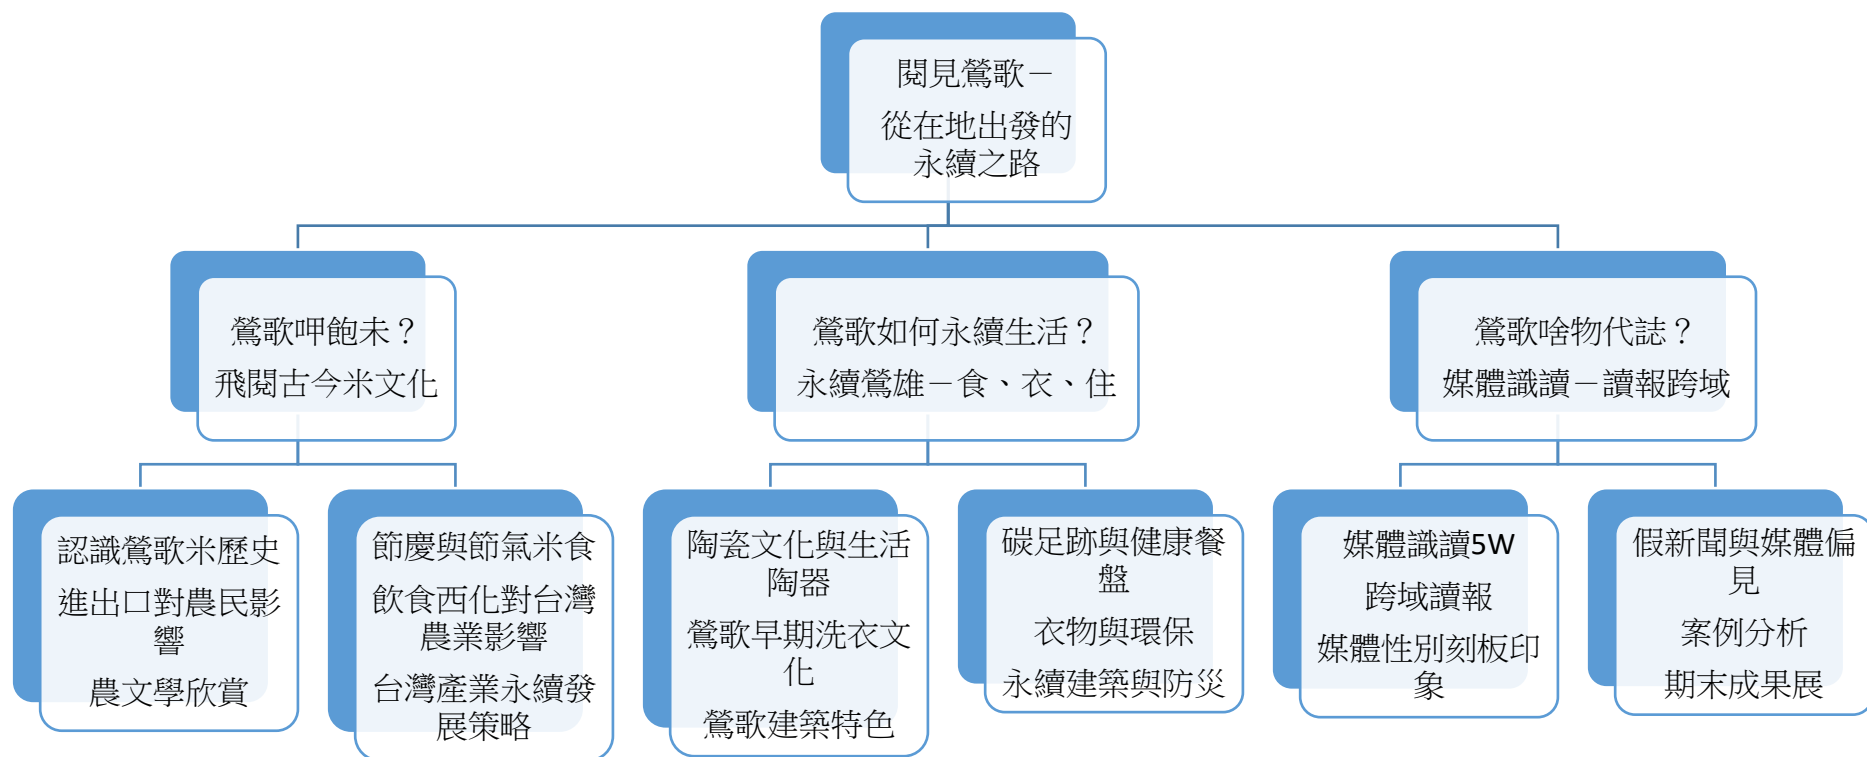 閱見鶯歌－
從在地出發的
永續之路
鶯歌呷飽未？
飛閱古今米文化
鶯歌如何永續生活？
永續鶯雄－食、衣、住
鶯歌啥物代誌？
媒體識讀－讀報跨域
認識鶯歌米歷史
進出口對農民影
響
農文學欣賞
節慶與節氣米食
飲食西化對台灣
農業影響
台灣產業永續發
展策略
陶瓷文化與生活
陶器
鶯歌早期洗衣文
化
鶯歌建築特色
碳足跡與健康餐
盤
衣物與環保
永續建築與防災
媒體識讀5W
跨域讀報
媒體性別刻板印
象
假新聞與媒體偏
見
案例分析
期末成果展